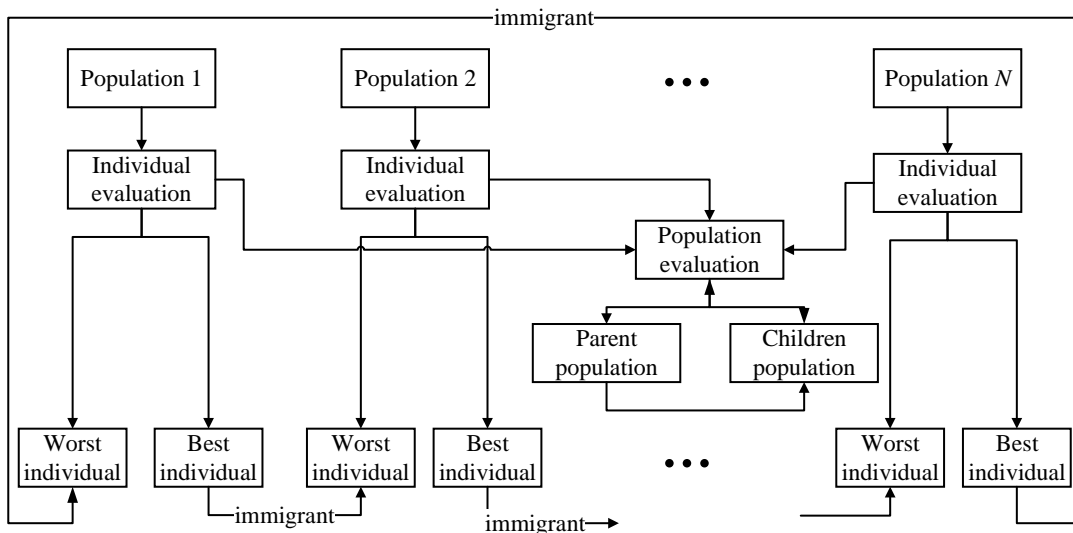 immigrant
Population 1
Population 2
•••
Population N
Individual
evaluation
Individual
evaluation
Individual
evaluation
Population
evaluation
Parent
population
Children
population
Worst
individual
Best
individual
Worst
individual
Best
individual
•••
Worst
individual
Best
individual
immigrant
immigrant